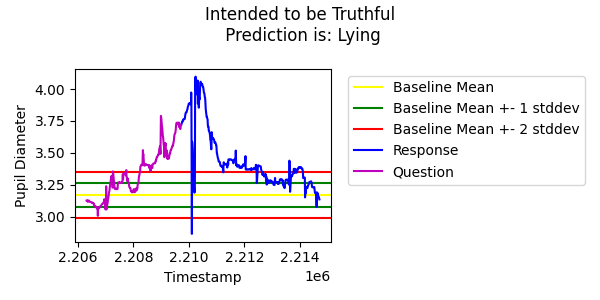 Intended to be Truthful
Prediction is: Lying
4.00
3.75
3.50
3.25
3.00
Pupil Diameter
2.206
2.208
2.210
2.212
2.214
1e6
Timestamp
Baseline Mean
Baseline Mean +- 1 stddev
Baseline Mean +- 2 stddev
Response
Question